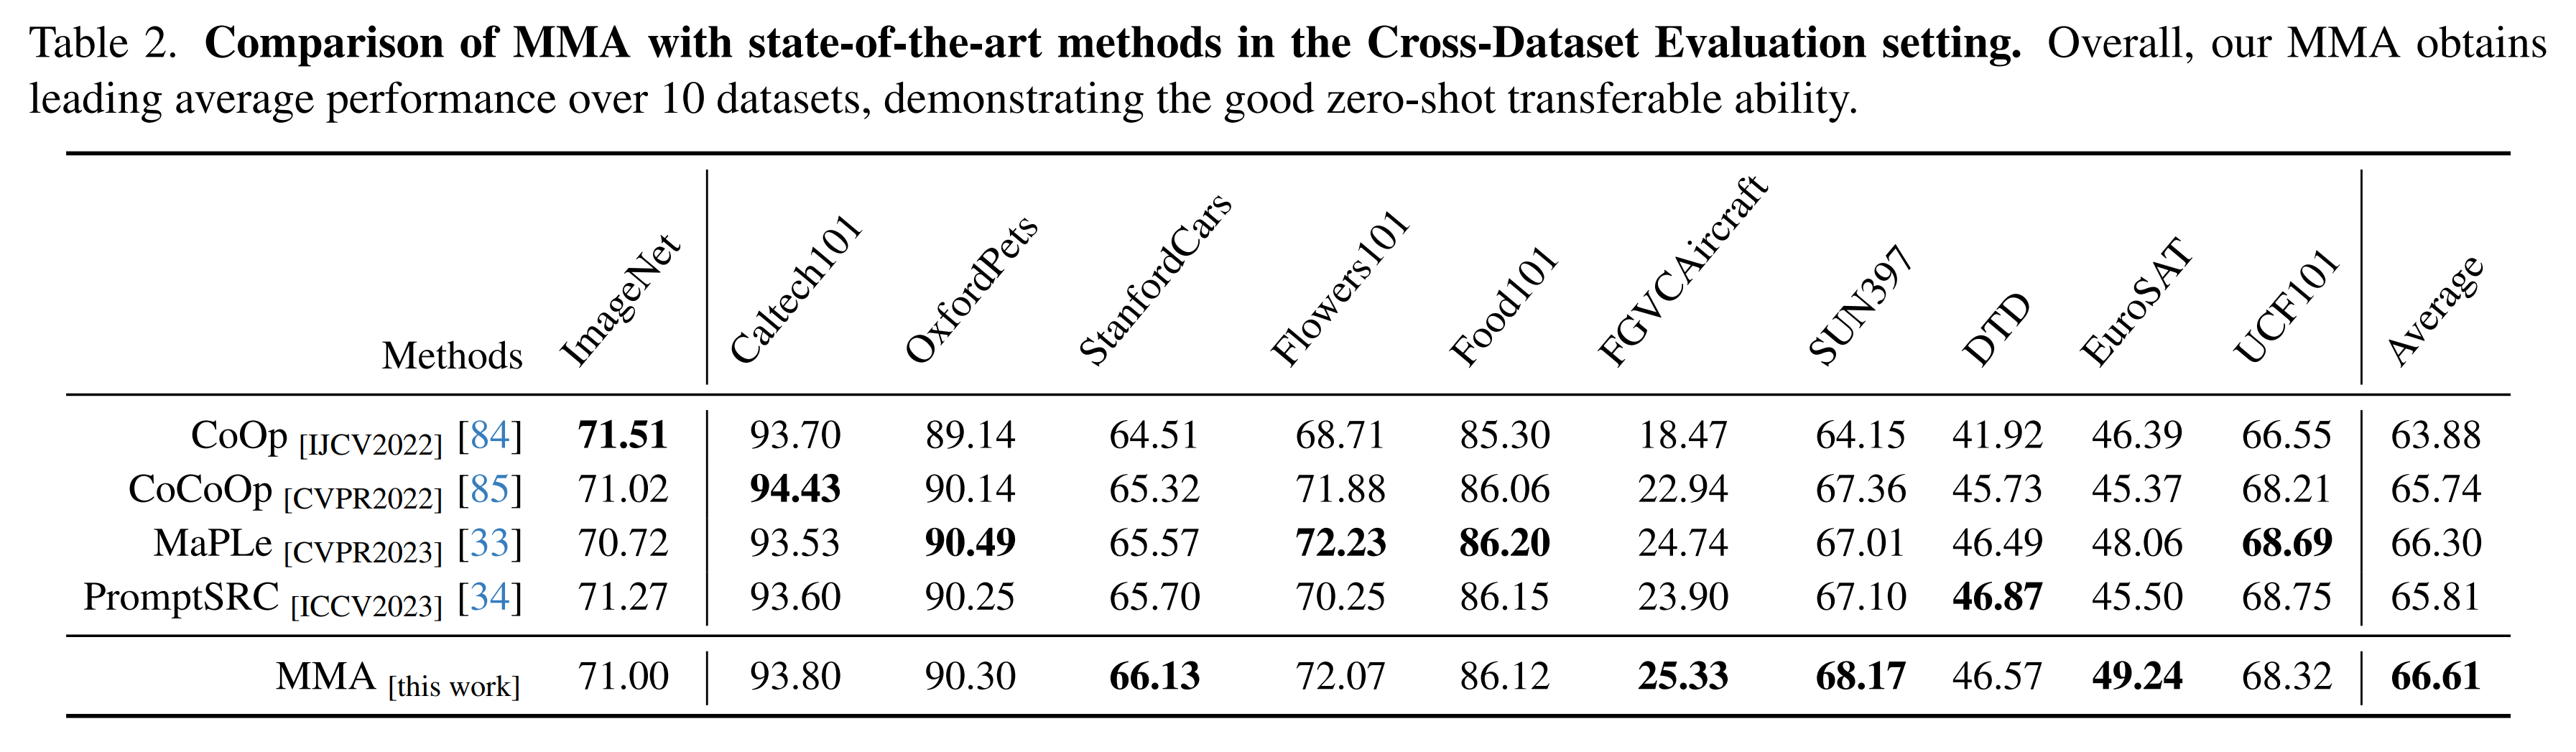 Table 2. Comparison of MMA with state-of-the-art methods in the Cross-Dataset Evaluation setting. Overall, our MMA obtains
leading average performance over 10 datasets, demonstrating the good zero-shot transferable ability.
Methods ImageNet Caltech101 OxfordPets StanfordCars Flowers101 Food101 FGVCAircraft SUN397 DTD EuroSAT UCF101 Average
CoOp [IJCV2022] [84] 71.51 93.70 89.14 64.51 68.71 85.30 18.47 64.15 41.92 46.39 66.55 63.88
CoCoOp [CVPR2022] [85] 71.02 94.43 90.14 65.32 71.88 86.06 22.94 67.36 45.73 45.37 68.21 65.74
MaPLe [CVPR2023] [33] 70.72 93.53 90.49 65.57 72.23 86.20 24.74 67.01 46.49 48.06 68.69 66.30
PromptSRC [ICCV2023] [34] 71.27 93.60 90.25 65.70 70.25 86.15 23.90 67.10 46.87 45.50 68.75 65.81
MMA [this work] 71.00 93.80 90.30 66.13 72.07 86.12 25.33 68.17 46.57 49.24 68.32 66.61